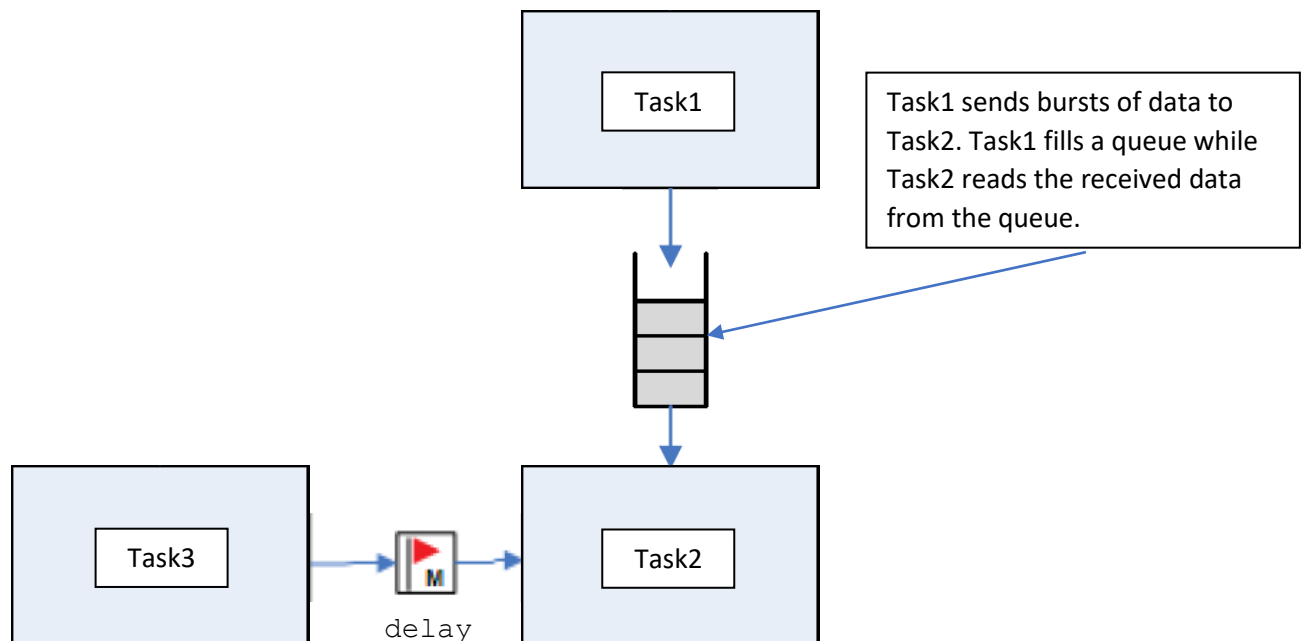 Task1
Task1 sends bursts of data to
Task2. Task1 fills a queue while
Task2 reads the received data
from the queue.
Task3
M
Task2
delay